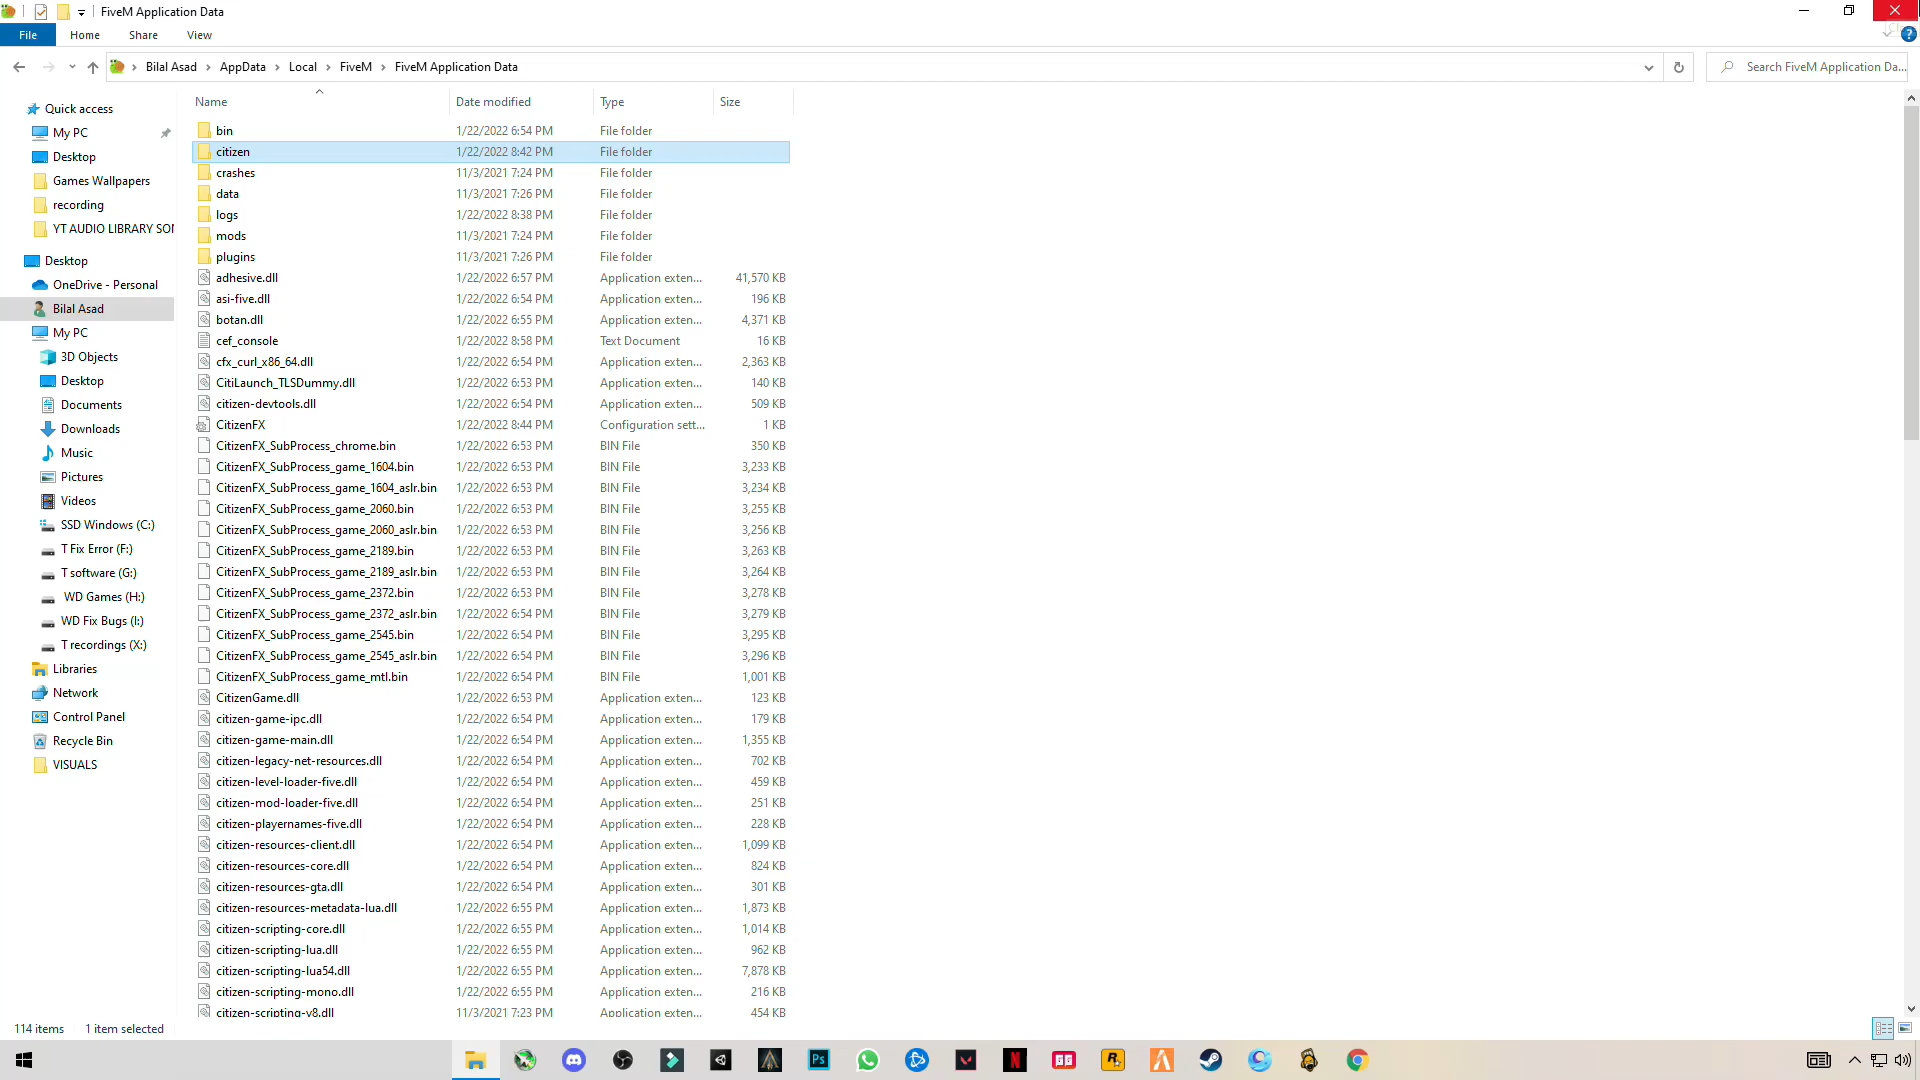 FiveM Application Data
File Home Share View
Bilal Asad AppData Local FiveM FiveM Application Data
Search FiveM Application Da...
Quick access
My PC
Desktop
Games Wallpapers
recording
YT AUDIO LIBRARY SO
Desktop
OneDrive - Personal
Bilal Asad
My PC
3D Objects
Desktop
Documents
Downloads
Music
Pictures
Videos
SSD Windows (C:)
T Fix Error (F:)
T software (G:)
WD Games (H:)
WD Fix Bugs (I:)
T recordings (X:)
Libraries
Network
Control Panel
Recycle Bin
VISUALS
Name Date modified Type Size
bin 1/22/2022 6:54 PM File folder
citizen 1/22/2022 8:42 PM File folder
crashes 11/3/2021 7:24 PM File folder
data 11/3/2021 7:26 PM File folder
logs 1/22/2022 8:38 PM File folder
mods 11/3/2021 7:24 PM File folder
plugins 11/3/2021 7:26 PM File folder
adhesive.dll 1/22/2022 6:57 PM Application exten... 41,570 KB
asi-five.dll 1/22/2022 6:54 PM Application exten... 196 KB
botan.dll 1/22/2022 6:55 PM Application exten... 4,371 KB
cef_console 1/22/2022 8:58 PM Text Document 16 KB
cfx_curl_x86_64.dll 1/22/2022 6:54 PM Application exten... 2,363 KB
CitiLaunch_TLSDummy.dll 1/22/2022 6:53 PM Application exten... 140 KB
citizen-devtools.dll 1/22/2022 6:54 PM Application exten... 509 KB
CitizenFX 1/22/2022 8:44 PM Configuration sett... 1 KB
CitizenFX_SubProcess_chrome.bin 1/22/2022 6:53 PM BIN File 350 KB
CitizenFX_SubProcess_game_1604.bin 1/22/2022 6:53 PM BIN File 3,233 KB
CitizenFX_SubProcess_game_1604_aslr.bin 1/22/2022 6:53 PM BIN File 3,234 KB
CitizenFX_SubProcess_game_2060.bin 1/22/2022 6:53 PM BIN File 3,255 KB
CitizenFX_SubProcess_game_2060_aslr.bin 1/22/2022 6:53 PM BIN File 3,256 KB
CitizenFX_SubProcess_game_2189.bin 1/22/2022 6:53 PM BIN File 3,263 KB
CitizenFX_SubProcess_game_2189_aslr.bin 1/22/2022 6:53 PM BIN File 3,264 KB
CitizenFX_SubProcess_game_2372.bin 1/22/2022 6:53 PM BIN File 3,278 KB
CitizenFX_SubProcess_game_2372_aslr.bin 1/22/2022 6:54 PM BIN File 3,279 KB
CitizenFX_SubProcess_game_2545.bin 1/22/2022 6:54 PM BIN File 3,295 KB
CitizenFX_SubProcess_game_2545_aslr.bin 1/22/2022 6:54 PM BIN File 3,296 KB
CitizenFX_SubProcess_game_mtl.bin 1/22/2022 6:54 PM BIN File 1,001 KB
CitizenGame.dll 1/22/2022 6:53 PM Application exten... 123 KB
citizen-game-ipc.dll 1/22/2022 6:54 PM Application exten... 179 KB
citizen-game-main.dll 1/22/2022 6:54 PM Application exten... 1,355 KB
citizen-legacy-net-resources.dll 1/22/2022 6:54 PM Application exten... 702 KB
citizen-level-loader-five.dll 1/22/2022 6:54 PM Application exten... 459 KB
citizen-mod-loader-five.dll 1/22/2022 6:54 PM Application exten... 251 KB
citizen-playernames-five.dll 1/22/2022 6:54 PM Application exten... 228 KB
citizen-resources-client.dll 1/22/2022 6:54 PM Application exten... 1,099 KB
citizen-resources-core.dll 1/22/2022 6:54 PM Application exten... 824 KB
citizen-resources-gta.dll 1/22/2022 6:54 PM Application exten... 301 KB
citizen-resources-metadata-lua.dll 1/22/2022 6:55 PM Application exten... 1,873 KB
citizen-scripting-core.dll 1/22/2022 6:55 PM Application exten... 1,014 KB
citizen-scripting-lua.dll 1/22/2022 6:55 PM Application exten... 962 KB
citizen-scripting-lua54.dll 1/22/2022 6:55 PM Application exten... 7,878 KB
citizen-scripting-mono.dll 1/22/2022 6:55 PM Application exten... 216 KB
citizen-scripting-v8.dll 11/3/2021 7:23 PM Application exten... 454 KB
114 items 1 item selected